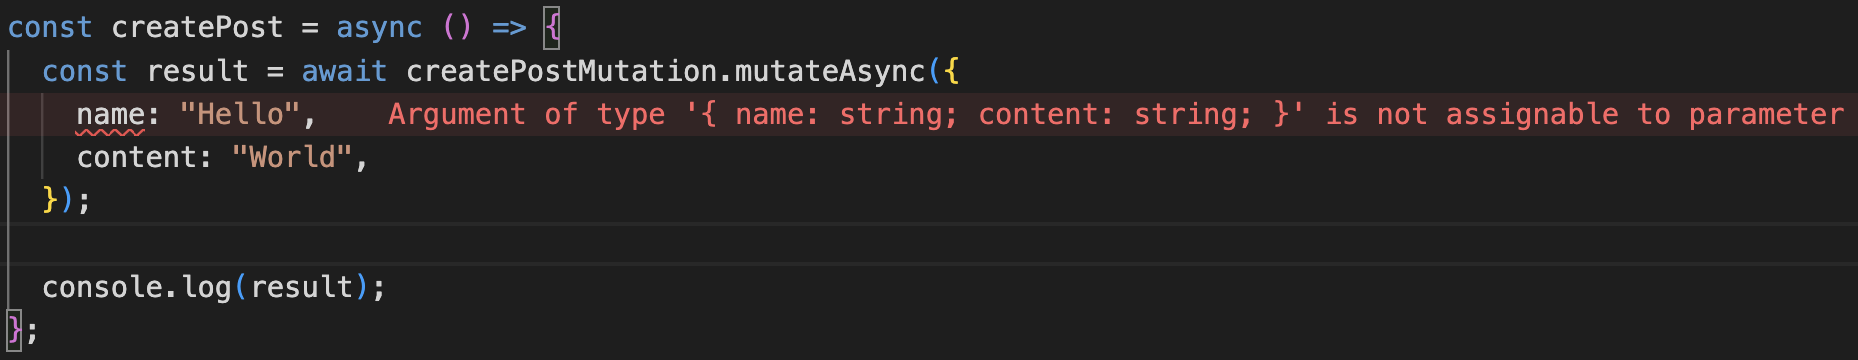 const createPost = async () => {
const result = await createPostMutation.mutateAsync({
name: "Hello",    Argument of type '{ name: string; content: string; }' is not assignable to parameter
content: "World",
});
console.log(result);
};